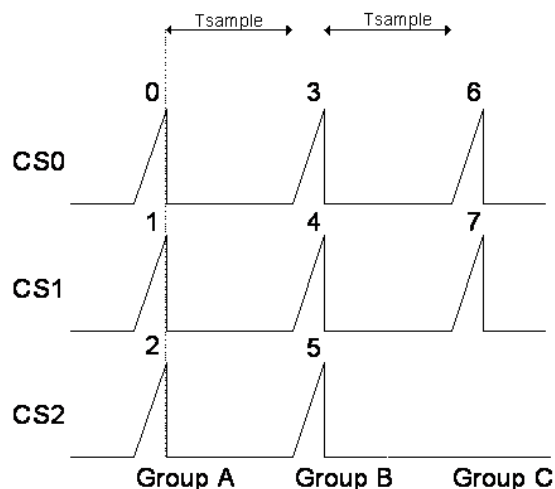 Tsample Tsample
0 3 6
CS0
1 4 7
CS1
2 5
CS2
Group A Group B Group C